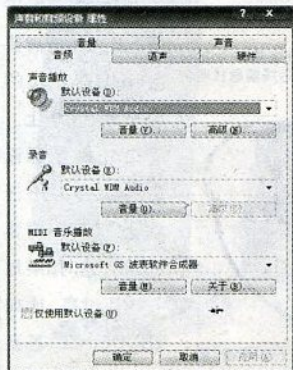 声音和音频设备 属性
音量 声音
音频 语声 硬件
声音播放
默认设备(D):
Crystal WDM Audio
音量(V)... 高级(N)...
录音
默认设备(E):
Crystal WDM Audio
音量(O)...
MIDI 音乐播放
默认设备(F):
Microsoft GS 波表软件合成器
音量(M)... 关于(B)...
仅使用默认设备(U)
确定 取消